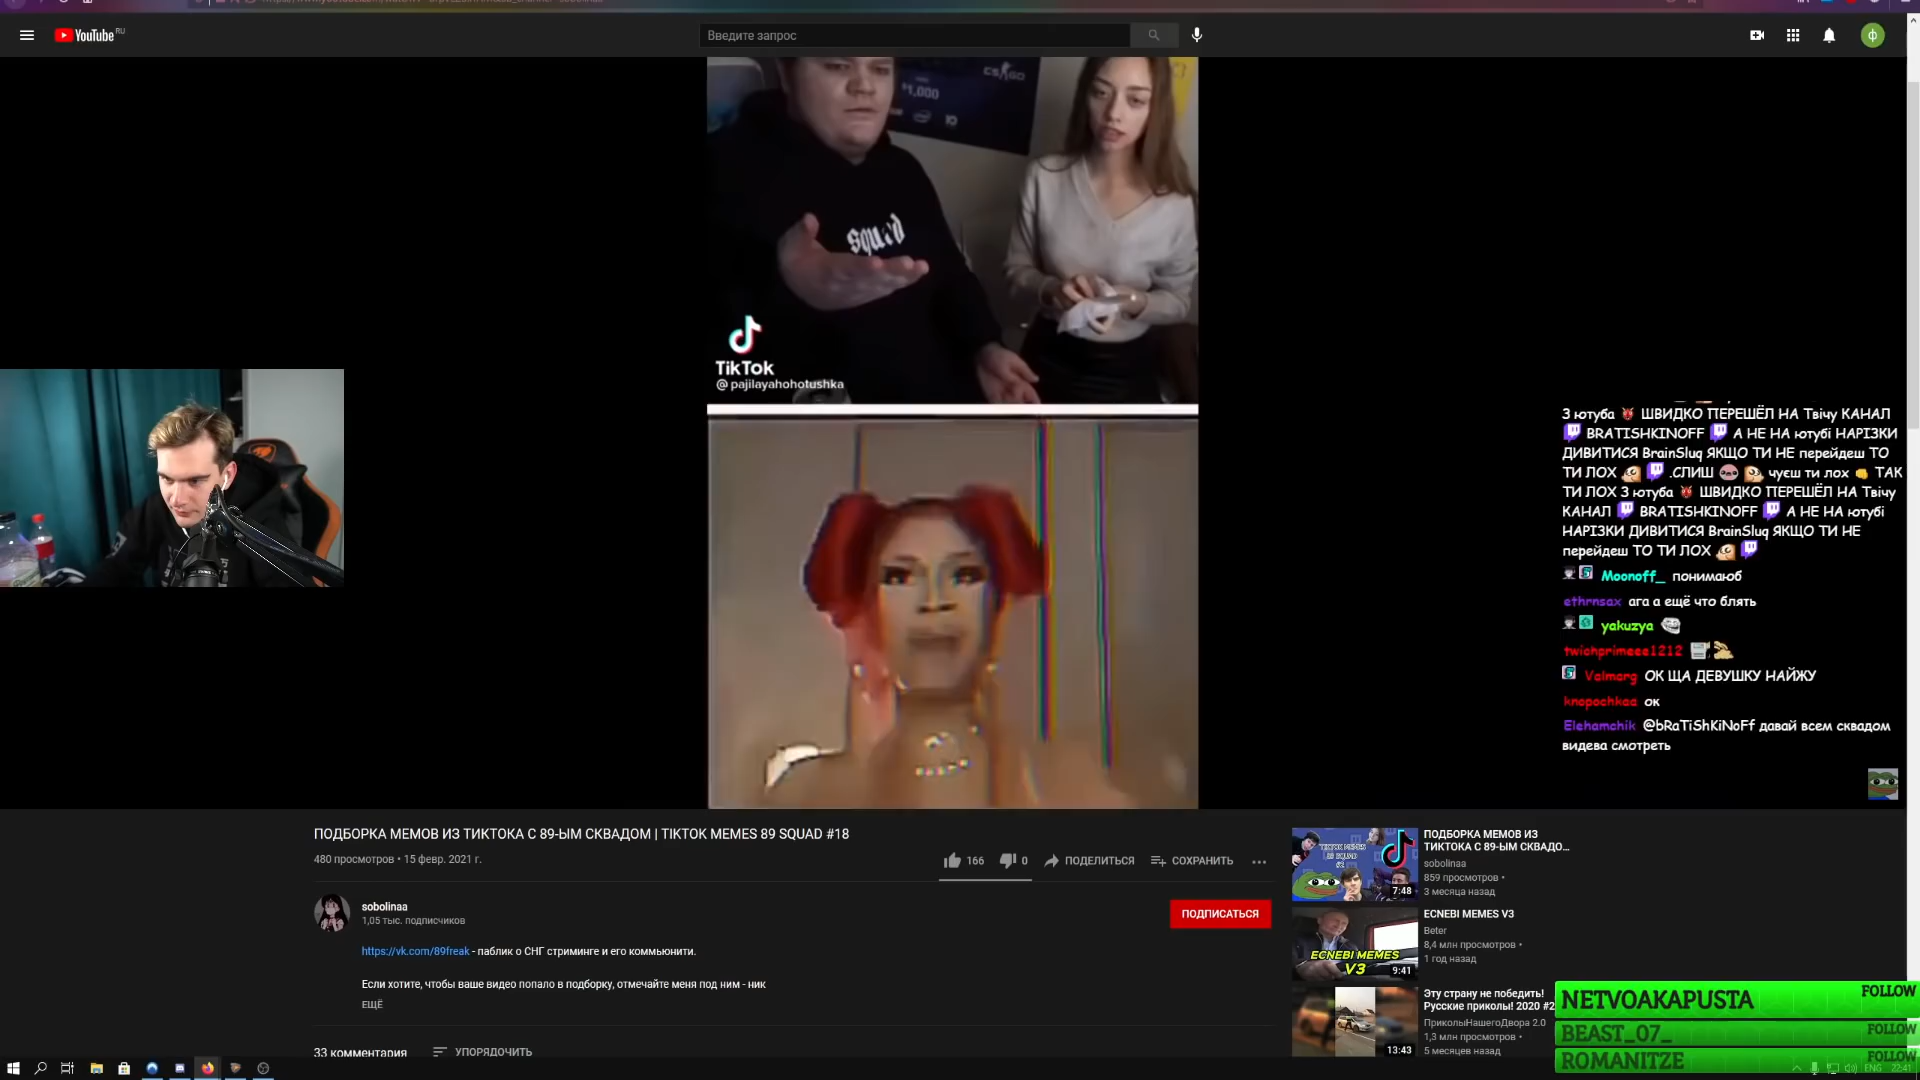 YouTube RU
Введите запрос
ф
CS:GO
$1,000
squad
TikTok
@pajilayahohotushka
З ютуба ШВИДКО ПЕРЕШЁЛ НА Твічу КАНАЛ
BRATISHKINOFF А НЕ НА ютубі НАРІЗКИ
ДИВИТИСЯ BrainSlug ЯКЩО ТИ НЕ перейдеш ТО
ТИ ЛОХ .СЛИШ чуєш ти лох ТАК
ТИ ЛОХ З ютуба ШВИДКО ПЕРЕШЁЛ НА Твічу
КАНАЛ BRATISHKINOFF А НЕ НА ютубі
НАРІЗКИ ДИВИТИСЯ BrainSlug ЯКЩО ТИ НЕ
перейдеш ТО ТИ ЛОХ
Moonoff_ понимаюб
ethrnsax ага а ещё что блять
yakuzya
twichprimeee1212
Valmarg ОК ЩА ДЕВУШКУ НАЙЖУ
knopochkaa ок
Elehamchik @bRaTiShKiNoFf давай всем сквадом
видева смотреть
ПОДБОРКА МЕМОВ ИЗ ТИКТОКА С 89-ЫМ СКВАДОМ | TIKTOK MEMES 89 SQUAD #18
480 просмотров • 15 февр. 2021 г.
166
0
ПОДЕЛИТЬСЯ
СОХРАНИТЬ
sobolinaa
1,05 тыс. подписчиков
ПОДПИСАТЬСЯ
https://vk.com/89freak - паблик о СНГ стриминге и его коммьюнити.
Если хотите, чтобы ваше видео попало в подборку, отмечайте меня под ним - ник
ЕЩЁ
33 комментария
УПОРЯДОЧИТЬ
7:48
ПОДБОРКА МЕМОВ ИЗ
ТИКТОКА С 89-ЫМ СКВАДО...
sobolinaa
859 просмотров •
3 месяца назад
ECNEBI MEMES
V3
9:41
ECNEBI MEMES V3
Beter
8,4 млн просмотров •
1 год назад
13:43
Эту страну не победить!
Русские приколы! 2020 #2
ПриколыНашегоДвора 2.0
1,3 млн просмотров •
5 месяцев назад
NETVOAKAPUSTA FOLLOW
BEAST_07_ FOLLOW
ROMANITZE FOLLOW
ENG 22:41